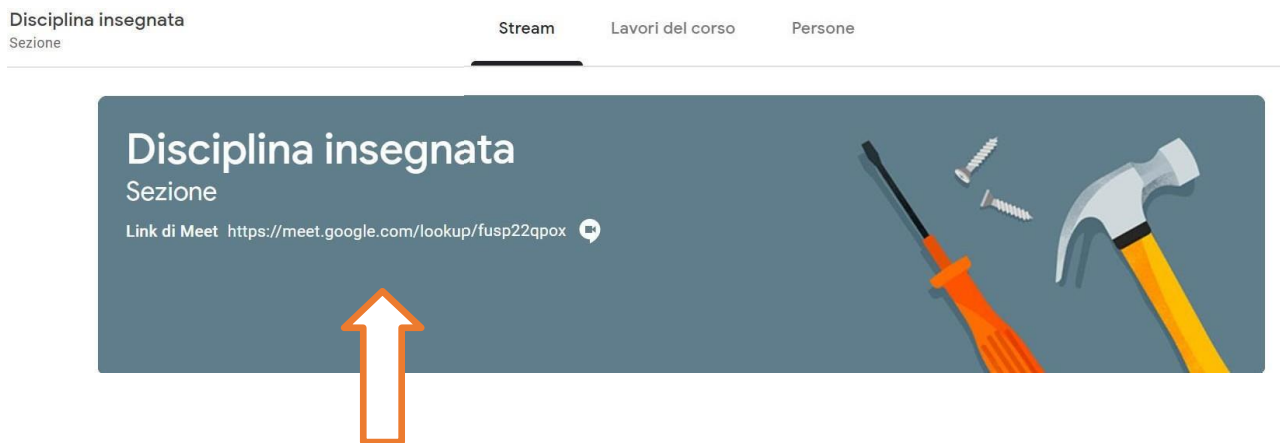 Disciplina insegnata
Sezione
Stream Lavori del corso Persone
Disciplina insegnata
Sezione
Link di Meet https://meet.google.com/lookup/fusp22qpox